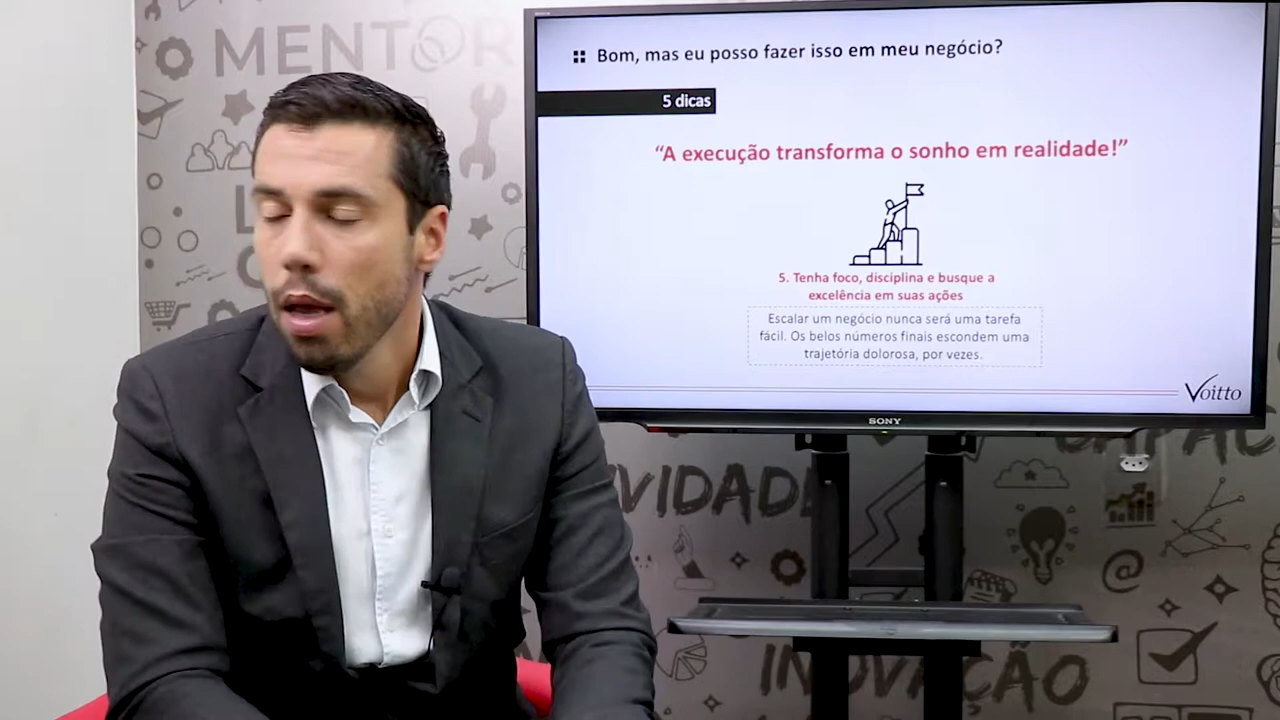 MENTOR
Bom, mas eu posso fazer isso em meu negócio?
5 dicas
“A execução transforma o sonho em realidade!”
5. Tenha foco, disciplina e busque a
excelência em suas ações
Escalar um negócio nunca será uma tarefa
fácil. Os belos números finais escondem uma
trajetória dolorosa, por vezes.
Voitto
SONY
VIDADE
CAPAC
@
INOVAÇÃO